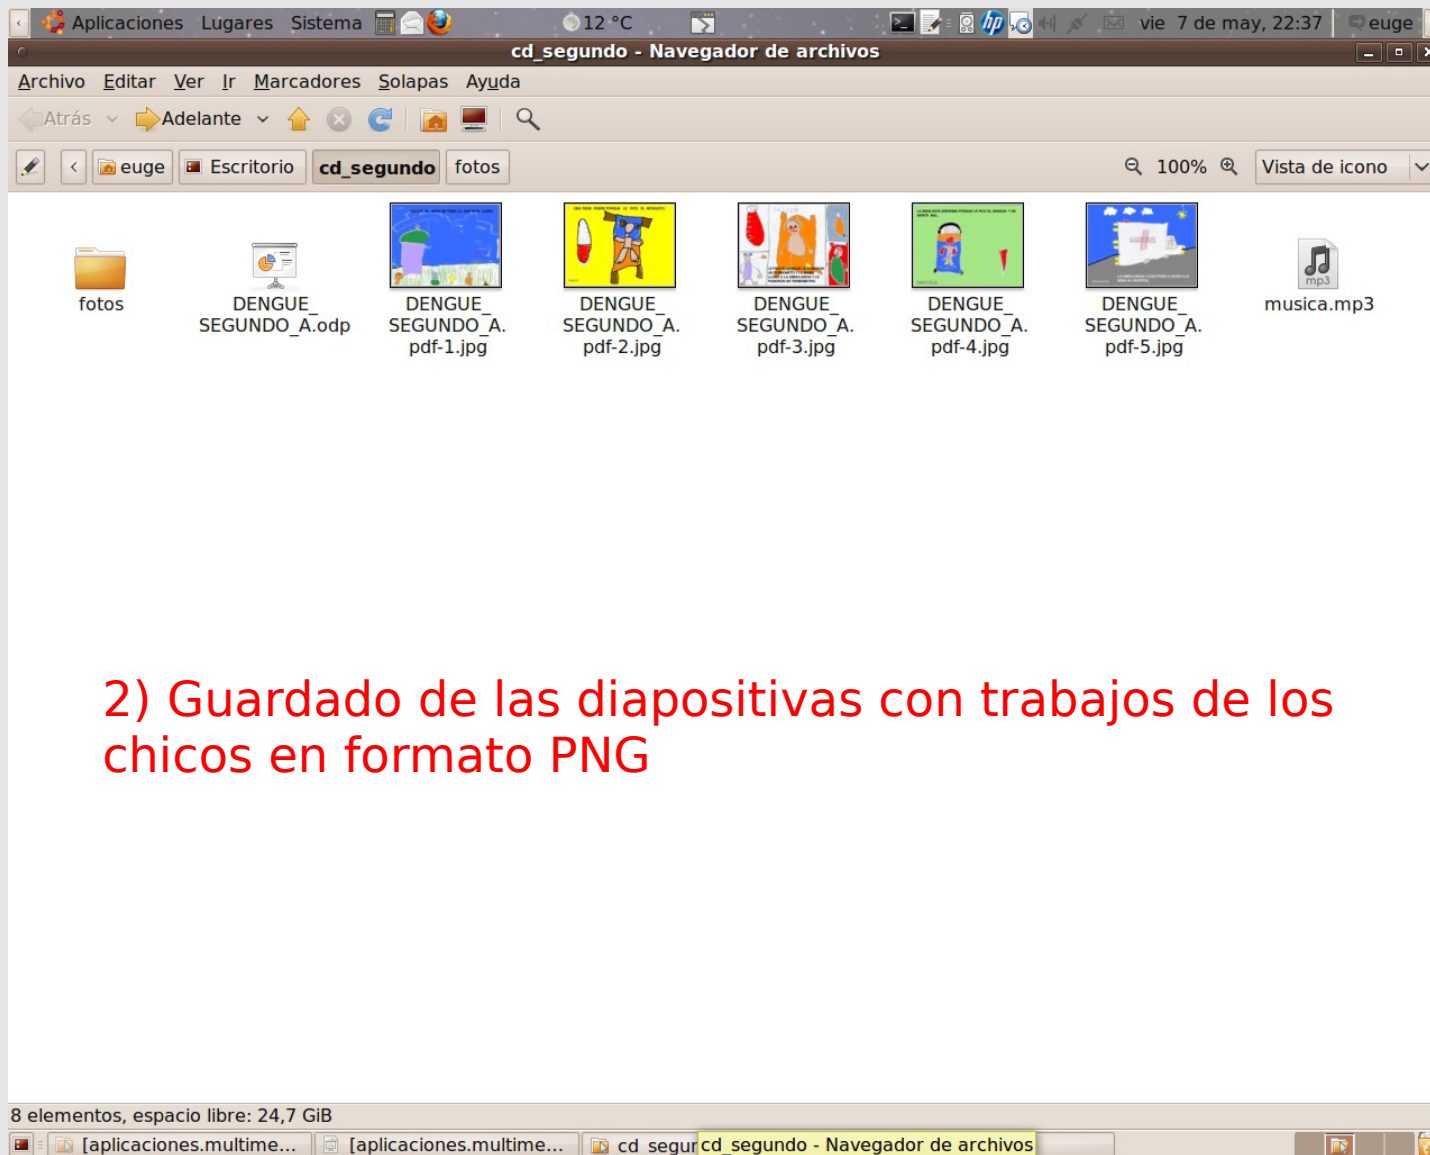 Aplicaciones Lugares Sistema 12 °C vie 7 de may, 22:37 euge
cd_segundo - Navegador de archivos
Archivo Editar Ver Ir Marcadores Solapas Ayuda
Atrás Adelante
euge Escritorio cd_segundo fotos 100% Vista de icono
fotos
DENGUE_
SEGUNDO_A.odp
DENGUE_
SEGUNDO_A.
pdf-1.jpg
DENGUE_
SEGUNDO_A.
pdf-2.jpg
DENGUE_
SEGUNDO_A.
pdf-3.jpg
DENGUE_
SEGUNDO_A.
pdf-4.jpg
DENGUE_
SEGUNDO_A.
pdf-5.jpg
musica.mp3
2) Guardado de las diapositivas con trabajos de los
chicos en formato PNG
8 elementos, espacio libre: 24,7 GiB
[aplicaciones.multime... [aplicaciones.multime... cd_segun cd_segundo - Navegador de archivos